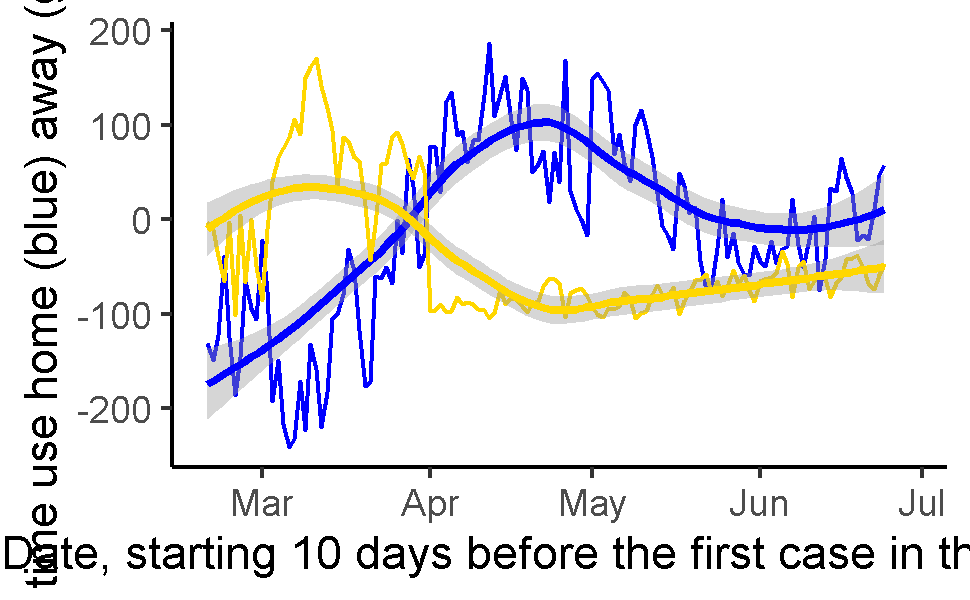 time use home (blue) away (
200
100
0
-100
-200
Mar Apr May Jun Jul
Date, starting 10 days before the first case in th